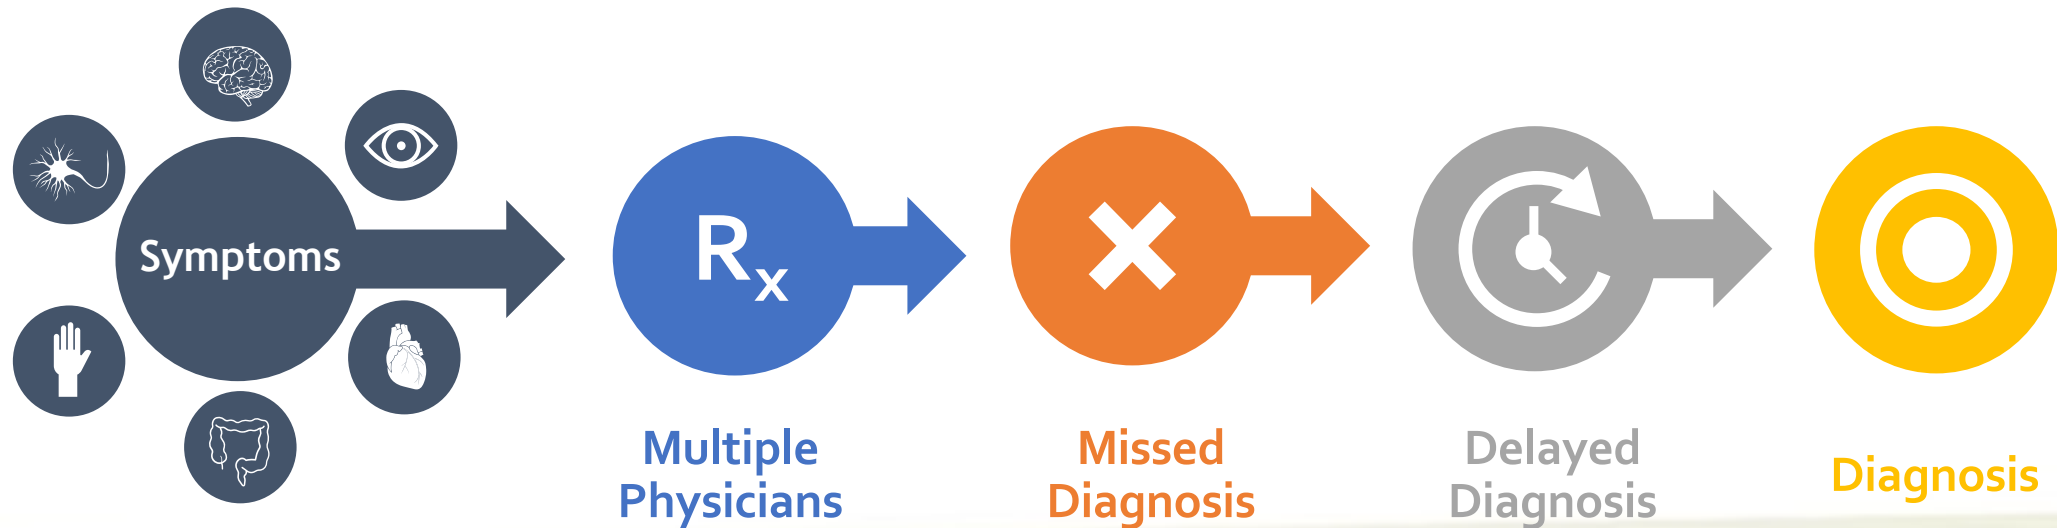 Symptoms
Rx
Multiple
Physicians
Missed
Diagnosis
Delayed
Diagnosis
Diagnosis